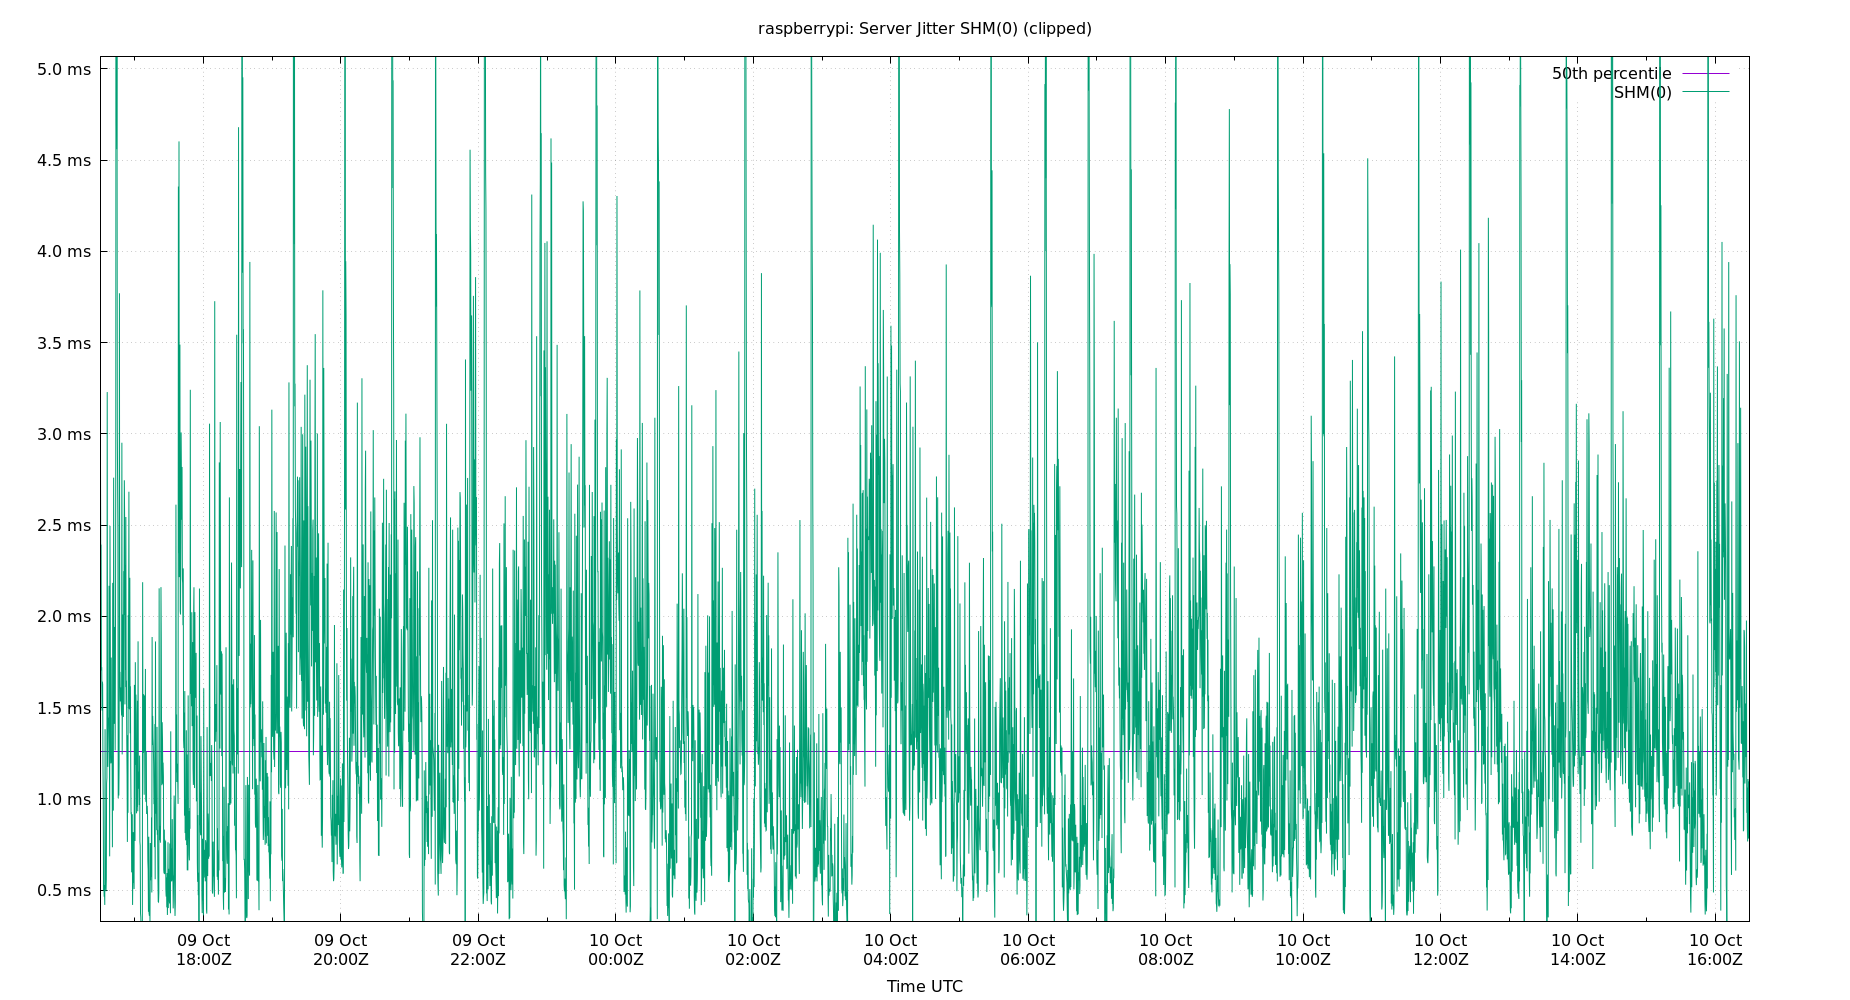 raspberrypi: Server Jitter SHM(0) (clipped)
5.0 ms
50th percentile
SHM(0)
4.5 ms
4.0 ms
3.5 ms
3.0 ms
2.5 ms
2.0 ms
1.5 ms
1.0 ms
0.5 ms
09 Oct 09 Oct 09 Oct 10 Oct 10 Oct 10 Oct 10 Oct 10 Oct 10 Oct 10 Oct 10 Oct 10 Oct
18:00Z 20:00Z 22:00Z 00:00Z 02:00Z 04:00Z 06:00Z 08:00Z 10:00Z 12:00Z 14:00Z 16:00Z
Time UTC